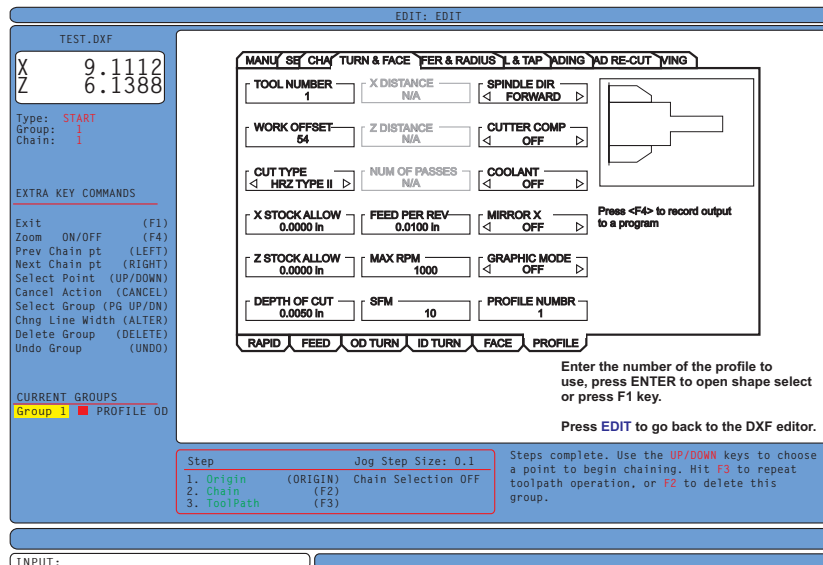 EDIT: EDIT
TEST.DXF
X 9.1112
Z 6.1388
Type: START
Group: 1
Chain: 1
EXTRA KEY COMMANDS
Exit (F1)
Zoom ON/OFF (F4)
Prev Chain pt (LEFT)
Next Chain pt (RIGHT)
Select Point (UP/DOWN)
Cancel Action (CANCEL)
Select Group (PG UP/DN)
Chng Line Width (ALTER)
Delete Group (DELETE)
Undo Group (UNDO)
CURRENT GROUPS
Group 1 PROFILE OD
MANU SE CHA TURN & FACE FER & RADIUS L & TAP ADING AD RE-CUT VING
TOOL NUMBER
1
X DISTANCE
N/A
SPINDLE DIR
FORWARD
WORK OFFSET
54
Z DISTANCE
N/A
CUTTER COMP
OFF
CUT TYPE
HRZ TYPE II
NUM OF PASSES
N/A
COOLANT
OFF
X STOCK ALLOW
0.0000 in
FEED PER REV
0.0100 in
MIRROR X
OFF
Press <F4> to record output
to a program
Z STOCK ALLOW
0.0000 in
MAX RPM
1000
GRAPHIC MODE
OFF
DEPTH OF CUT
0.0050 in
SFM
10
PROFILE NUMBR
1
RAPID FEED OD TURN ID TURN FACE PROFILE
Enter the number of the profile to
use, press ENTER to open shape select
or press F1 key.
Press EDIT to go back to the DXF editor.
Step Jog Step Size: 0.1
1. Origin (ORIGIN) Chain Selection OFF
2. Chain (F2)
3. ToolPath (F3)
Steps complete. Use the UP/DOWN keys to choose
a point to begin chaining. Hit F3 to repeat
toolpath operation, or F2 to delete this
group.
INPUT: